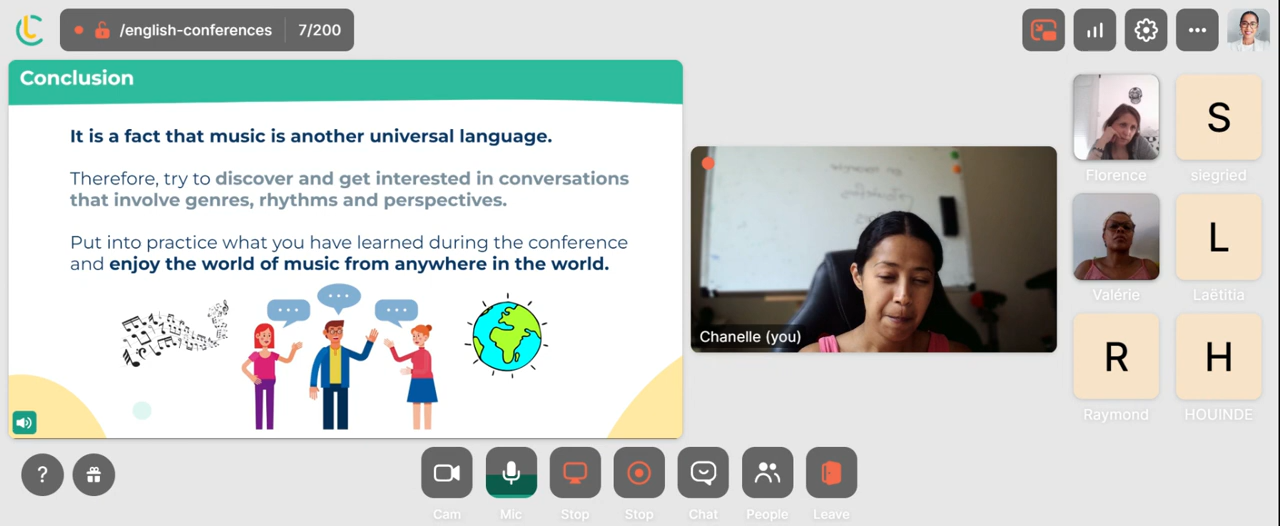 /english-conferences
7/200
Conclusion
It is a fact that music is another universal language.
Therefore, try to discover and get interested in conversations
that involve genres, rhythms and perspectives.
Put into practice what you have learned during the conference
and enjoy the world of music from anywhere in the world.
Chanelle (you)
Florence
S
siegried
Valérie
L
Laëtitia
R
Raymond
H
HOUINDE
?
Cam
Mic
Stop
Stop
Chat
People
Leave